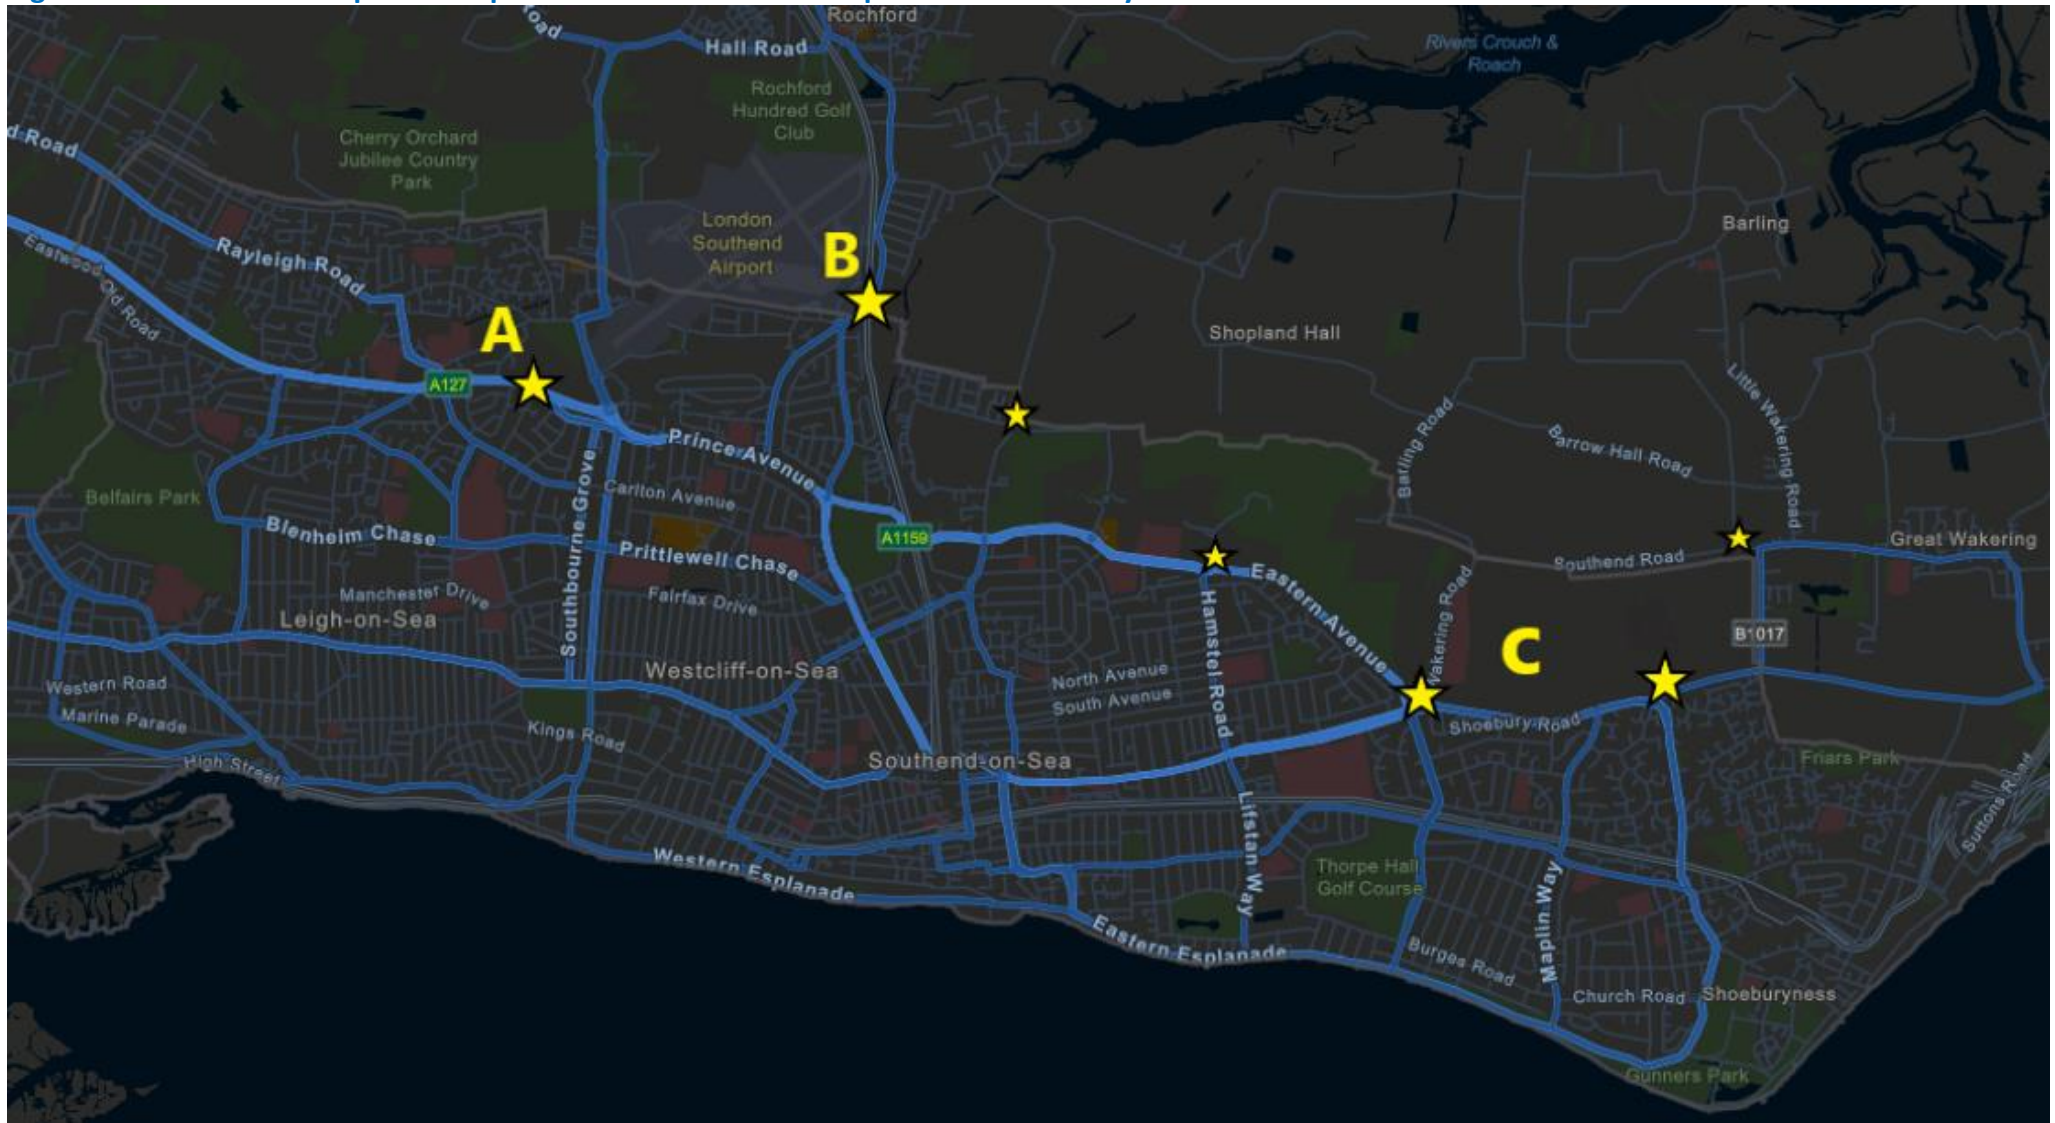 Rochford
Road
Hall Road
Rivers Crouch &
Roach
Rochford
Hundred Golf
Club
d Road
Cherry Orchard
Jubilee Country
Park
London
Southend
Airport
Barling
Eastwood Old Road
Rayleigh Road
B
A
Shopland Hall
A127
Little Wakering Road
Barling Road
Barrow Hall Road
Prince Avenue
Belfairs Park
Carlton Avenue
Southbourne Grove
Blenheim Chase
A1159
Great Wakering
Prittlewell Chase
Southend Road
Eastern Avenue
Manchester Drive
Fairfax Drive
Hamstel Road
Wakering Road
Leigh-on-Sea
B1017
C
Westcliff-on-Sea
North Avenue
South Avenue
Western Road
Marine Parade
Kings Road
Shoebury Road
High Street
Southend-on-Sea
Friars Park
Suttons Road
Lifstan Way
Western Esplanade
Thorpe Hall
Golf Course
Maplin Way
Eastern Esplanade
Burges Road
Church Road
Shoeburyness
Gunners Park